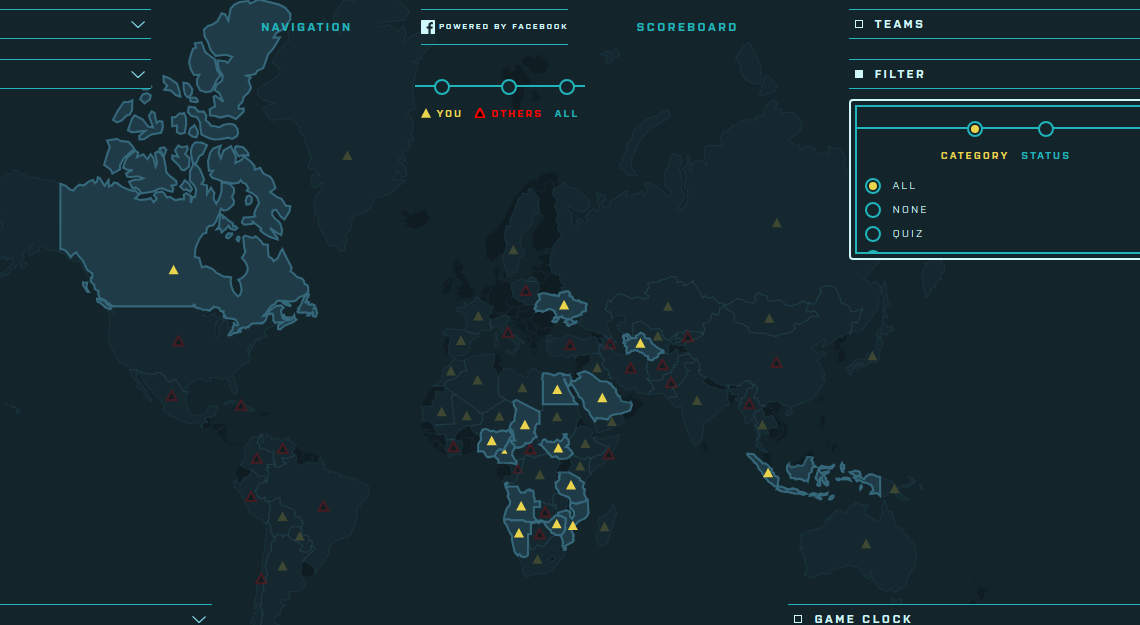 NAVIGATION
POWERED BY FACEBOOK
SCOREBOARD
TEAMS
FILTER
YOU OTHERS ALL
CATEGORY STATUS
ALL
NONE
QUIZ
GAME CLOCK